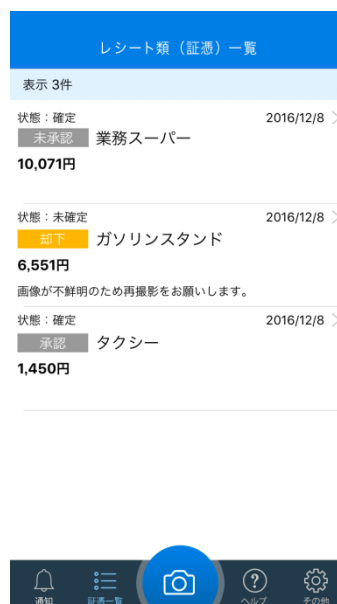 レシート類（証憑）一覧
表示 3件
状態：確定 2016/12/8
未承認 業務スーパー
10,071円
状態：未確定 2016/12/8
却下 ガソリンスタンド
6,551円
画像が不鮮明のため再撮影をお願いします。
状態：確定 2016/12/8
承認 タクシー
1,450円
通知 証憑一覧 ヘルプ その他